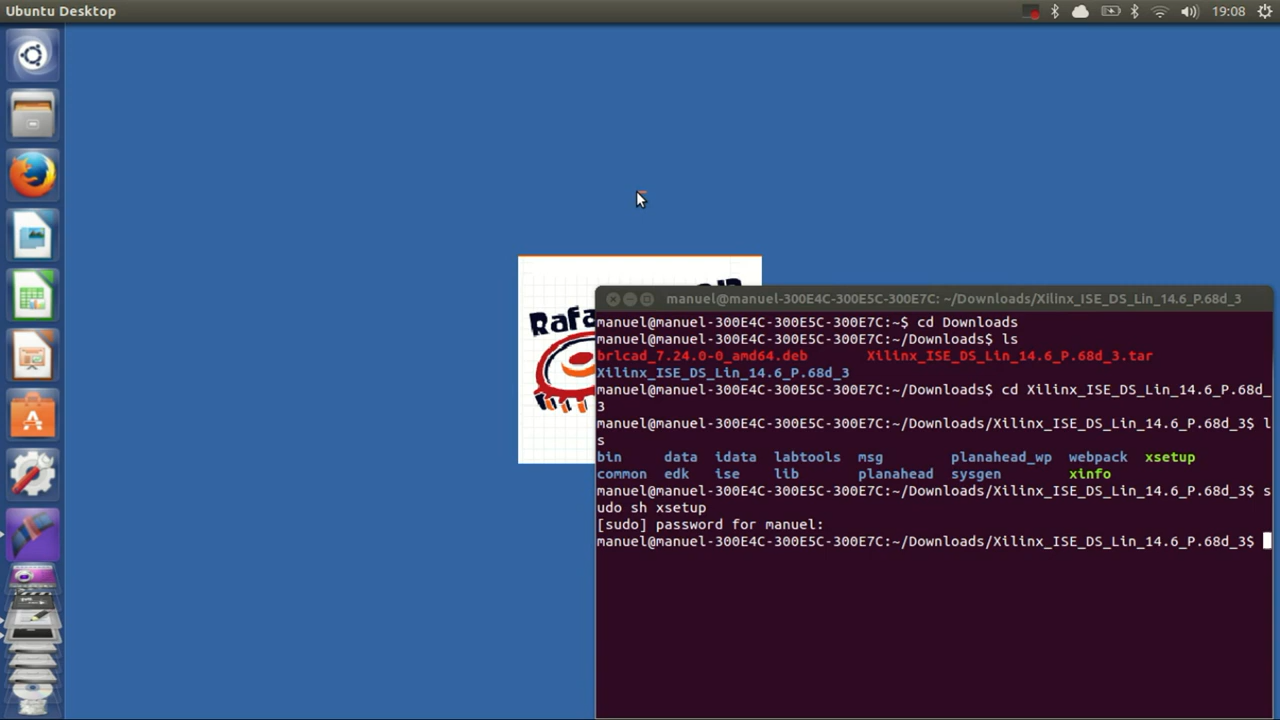 Ubuntu Desktop
19:08
Rafa
manuel@manuel-300E4C-300E5C-300E7C: ~/Downloads/Xilinx_ISE_DS_Lin_14.6_P.68d_3
manuel@manuel-300E4C-300E5C-300E7C:~$ cd Downloads
manuel@manuel-300E4C-300E5C-300E7C:~/Downloads$ ls
brlcad_7.24.0-0_amd64.deb Xilinx_ISE_DS_Lin_14.6_P.68d_3.tar
Xilinx_ISE_DS_Lin_14.6_P.68d_3
manuel@manuel-300E4C-300E5C-300E7C:~/Downloads$ cd Xilinx_ISE_DS_Lin_14.6_P.68d_
3
manuel@manuel-300E4C-300E5C-300E7C:~/Downloads/Xilinx_ISE_DS_Lin_14.6_P.68d_3$ l
s
bin data idata labtools msg planahead_wp webpack xsetup
common edk ise lib planahead sysgen xinfo
manuel@manuel-300E4C-300E5C-300E7C:~/Downloads/Xilinx_ISE_DS_Lin_14.6_P.68d_3$ s
udo sh xsetup
[sudo] password for manuel:
manuel@manuel-300E4C-300E5C-300E7C:~/Downloads/Xilinx_ISE_DS_Lin_14.6_P.68d_3$